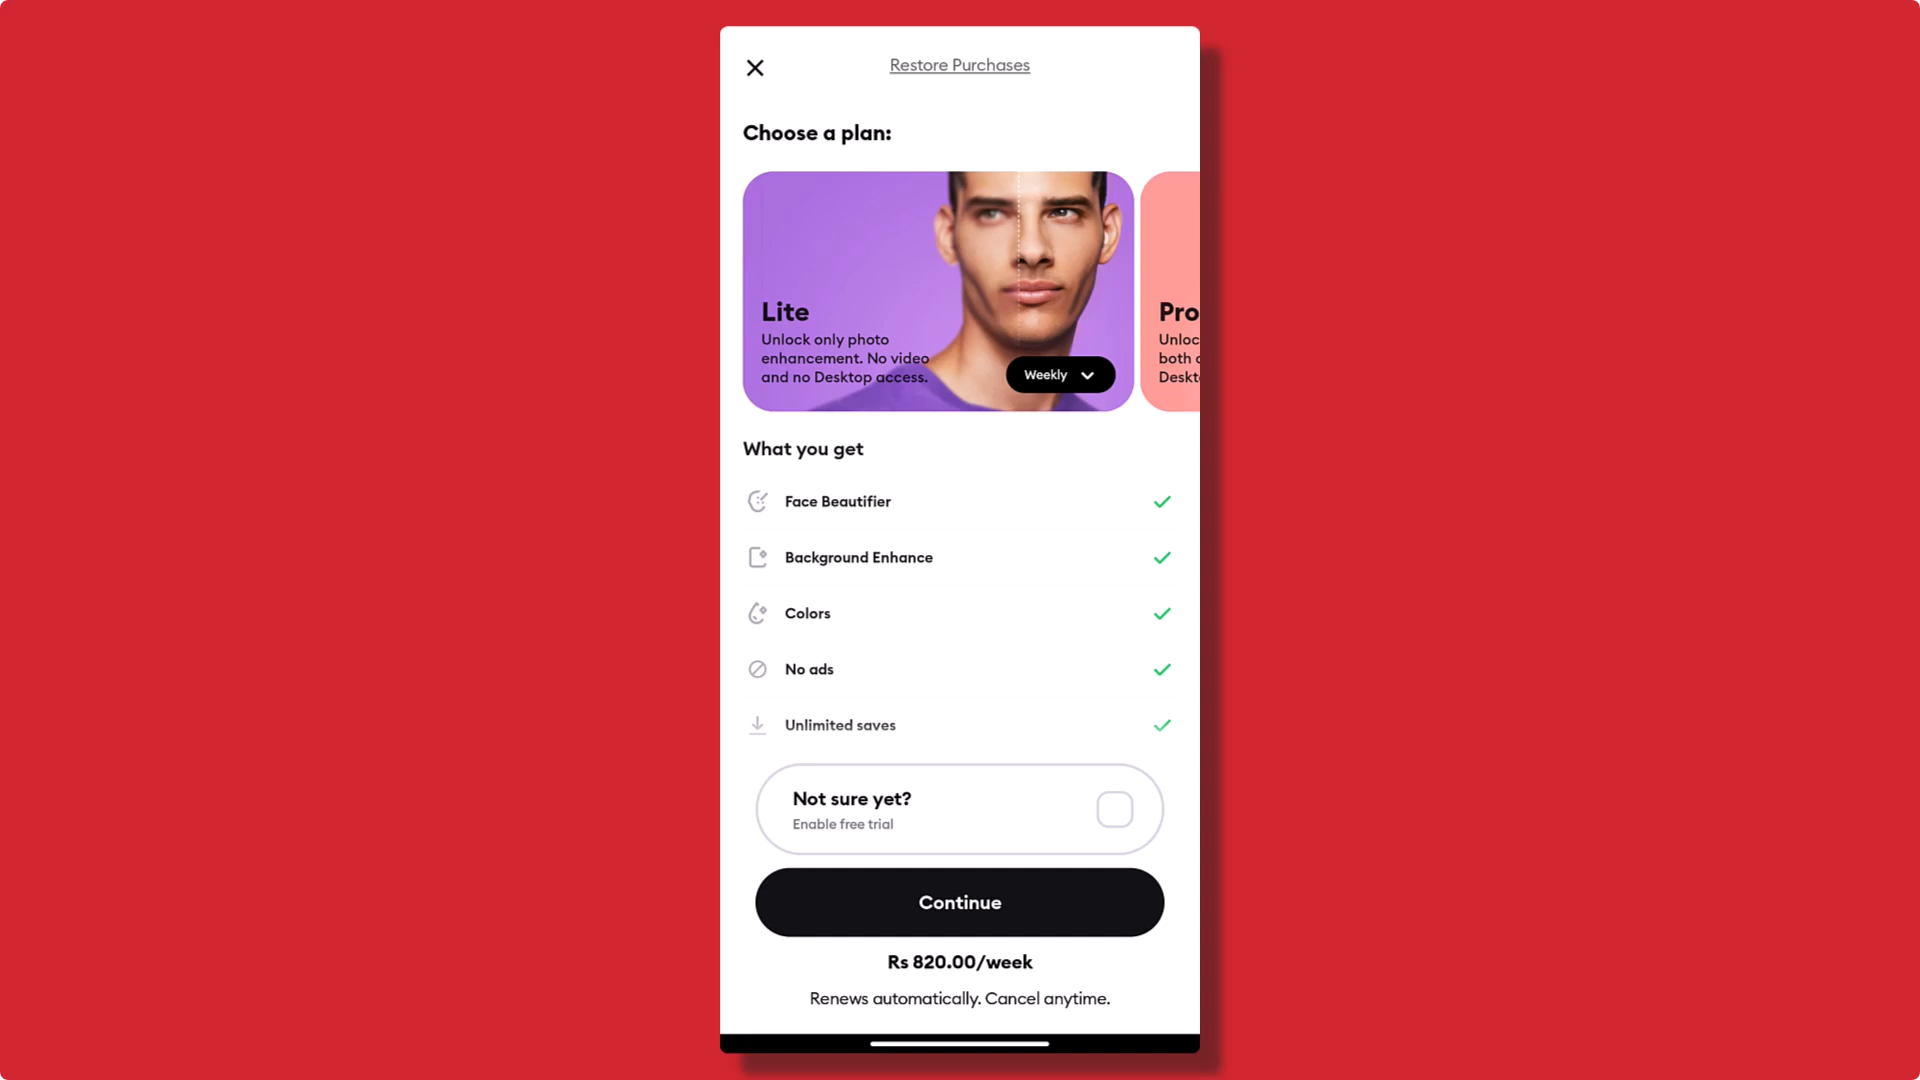 Restore Purchases
Choose a plan:
Lite
Unlock only photo
enhancement. No video
and no Desktop access.
Weekly
Pro
both
What you get
Face Beautifier
Background Enhance
Colors
No ads
Unlimited saves
Not sure yet?
Enable free trial
Continue
Rs 820.00/week
Renews automatically. Cancel anytime.